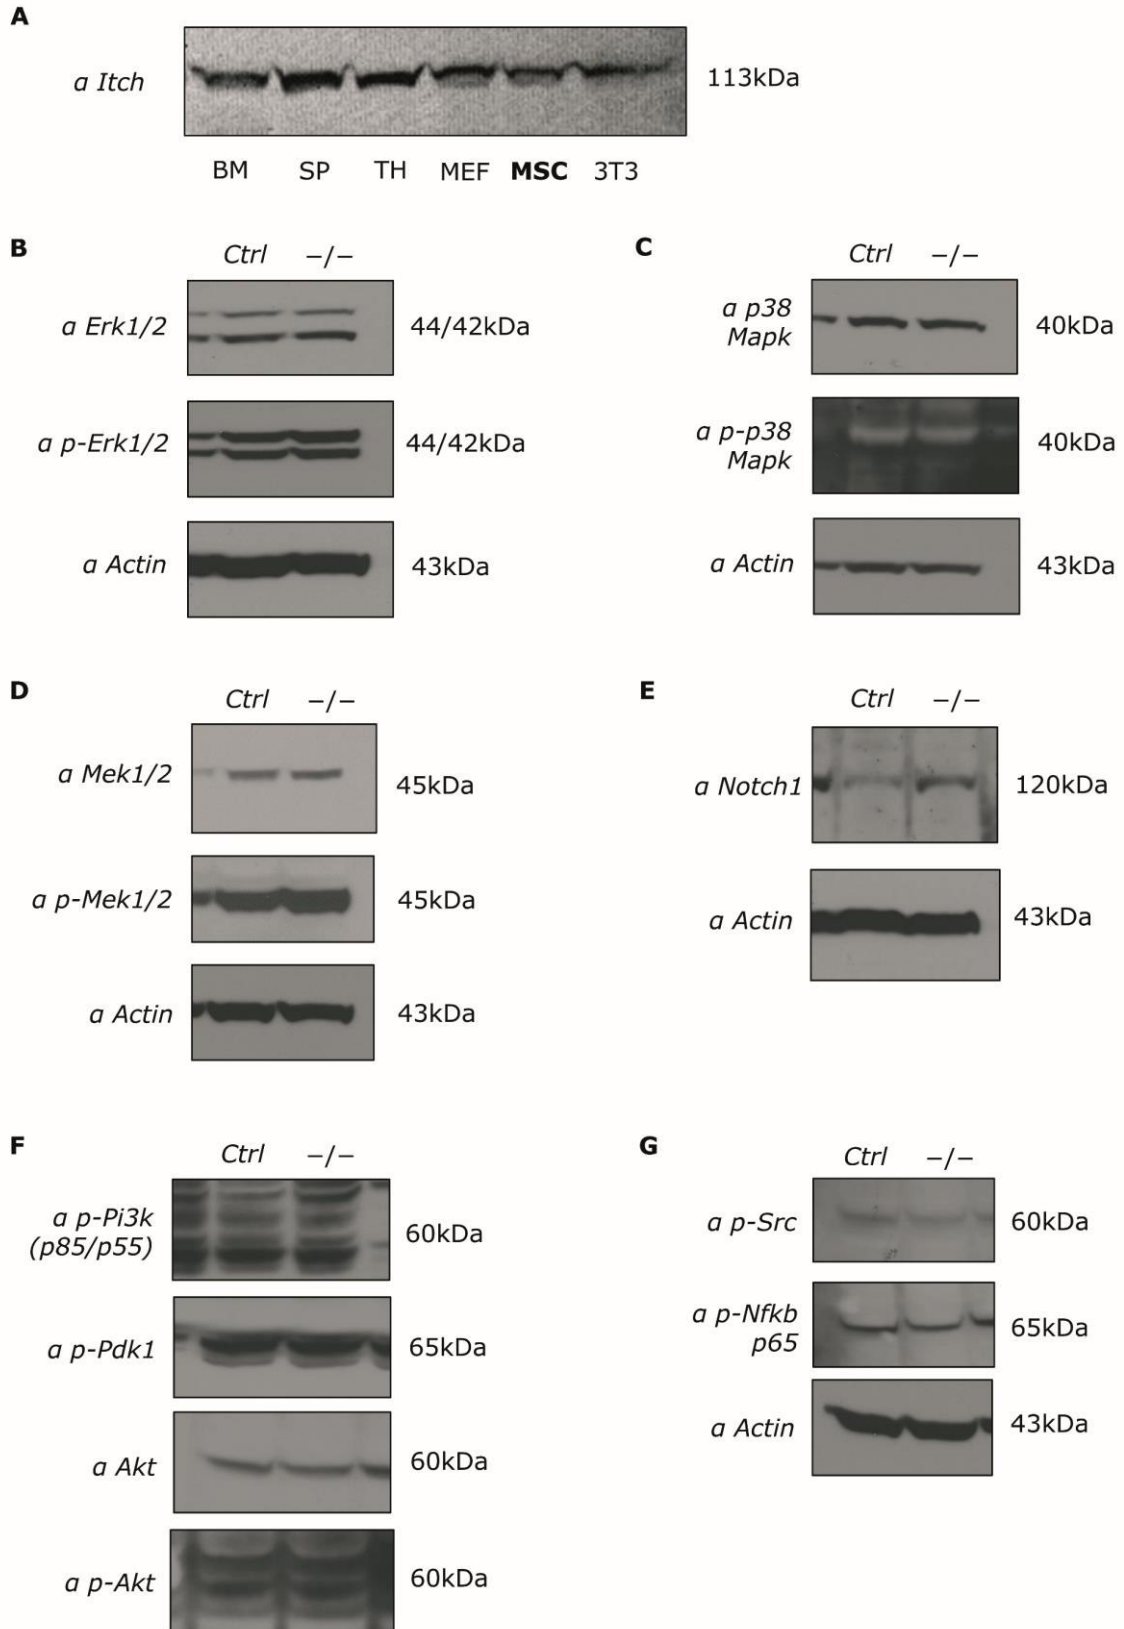 A
α Itch
113kDa
BM SP TH MEF MSC 3T3
B
Ctrl −/−
α Erk1/2
44/42kDa
α p-Erk1/2
44/42kDa
α Actin
43kDa
C
Ctrl −/−
α p38
Mapk
40kDa
α p-p38
Mapk
40kDa
α Actin
43kDa
D
Ctrl −/−
α Mek1/2
45kDa
α p-Mek1/2
45kDa
α Actin
43kDa
E
Ctrl −/−
α Notch1
120kDa
α Actin
43kDa
F
Ctrl −/−
α p-Pi3k
(p85/p55)
60kDa
α p-Pdk1
65kDa
α Akt
60kDa
α p-Akt
60kDa
G
Ctrl −/−
α p-Src
60kDa
α p-Nfkb
p65
65kDa
α Actin
43kDa